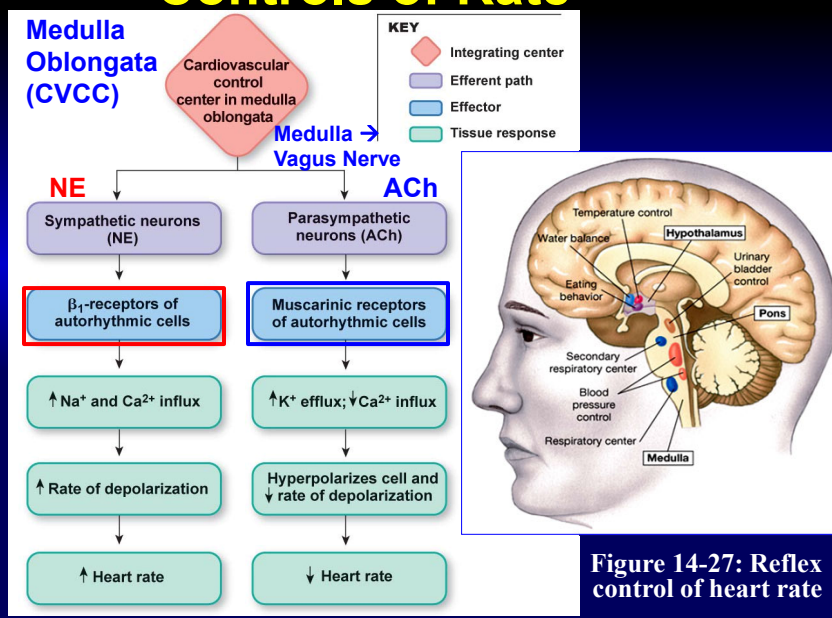 Controls of Rate
Medulla
Oblongata
(CVCC)
Cardiovascular
control
center in medulla
oblongata
KEY
Integrating center
Efferent path
Effector
Tissue response
Medulla →
Vagus Nerve
NE
ACh
Sympathetic neurons
(NE)
Parasympathetic
neurons (ACh)
β₁-receptors of
autorhythmic cells
Muscarinic receptors
of autorhythmic cells
↑Na⁺ and Ca²⁺ influx
↑K⁺ efflux;↓Ca²⁺ influx
↑Rate of depolarization
Hyperpolarizes cell and
↓ rate of depolarization
↑ Heart rate
↓ Heart rate
Temperature control
Water balance
Hypothalamus
Urinary
bladder
control
Eating
behavior
Pons
Secondary
respiratory center
Blood
pressure
control
Respiratory center
Medulla
Figure 14-27: Reflex
control of heart rate